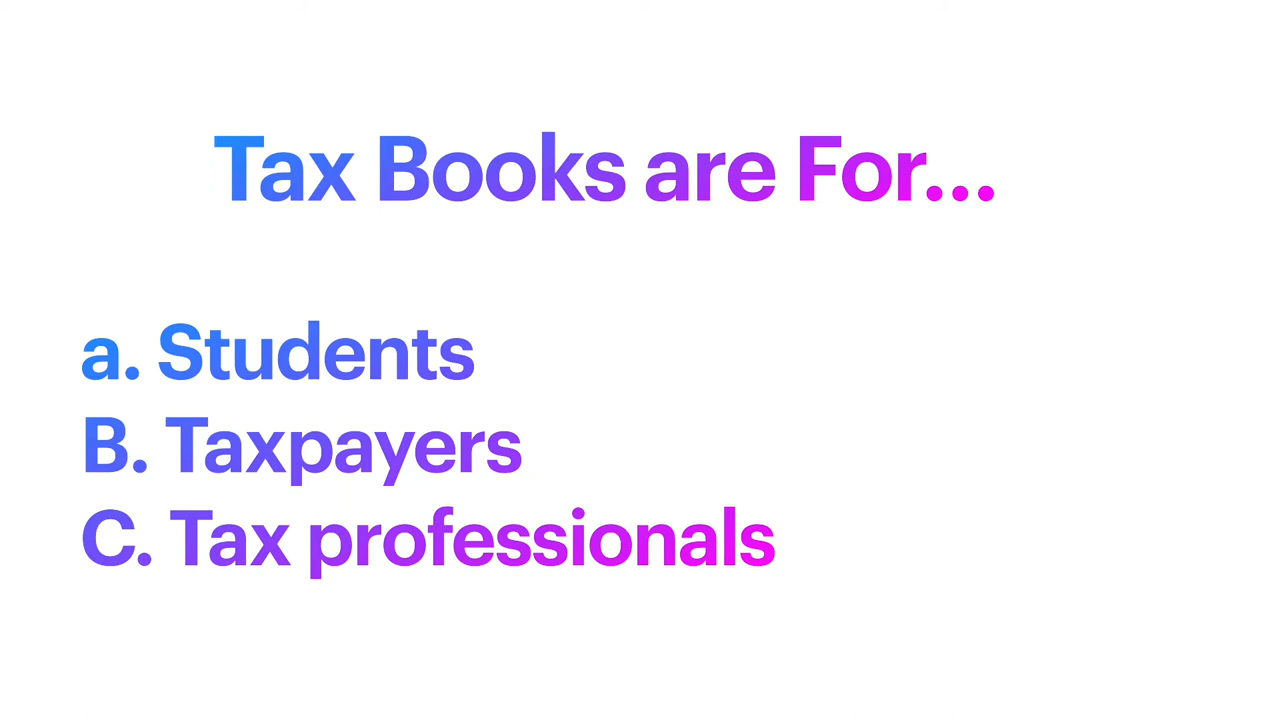 Tax Books are For...
a. Students
B. Taxpayers
C. Tax professionals